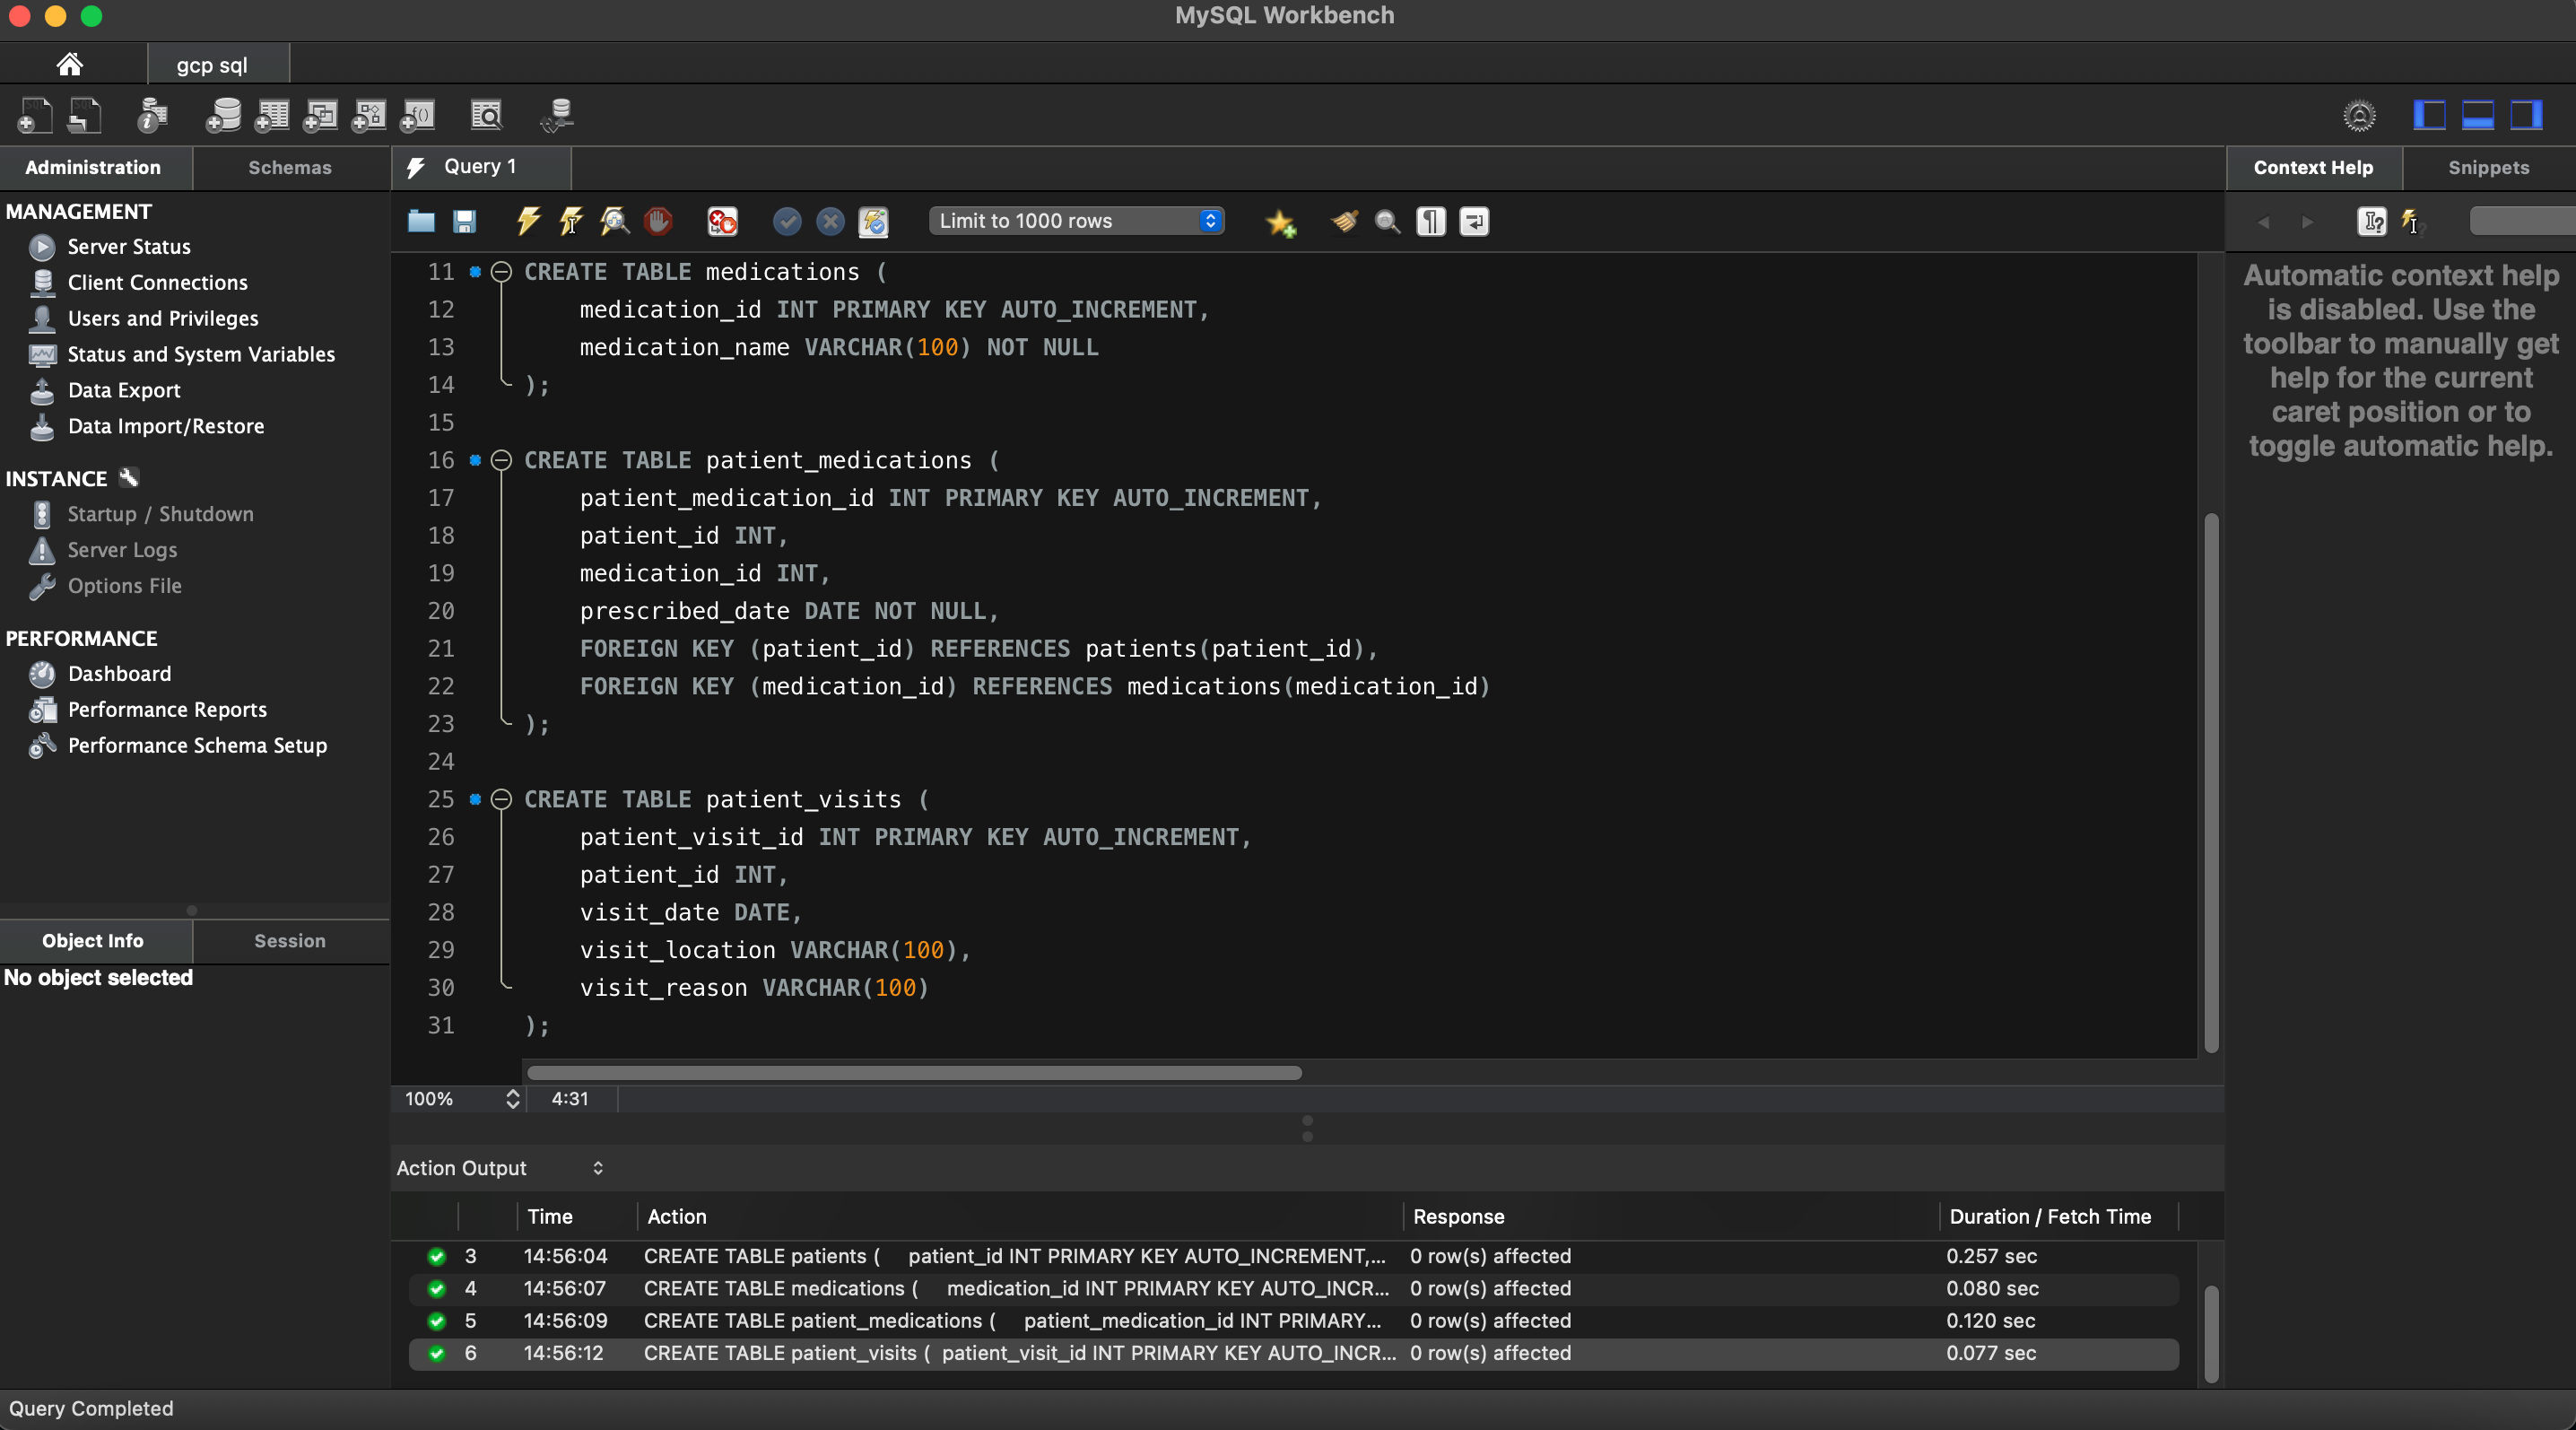 MySQL Workbench
gcp sql
Administration
Schemas
MANAGEMENT
Server Status
Client Connections
Users and Privileges
Status and System Variables
Data Export
Data Import/Restore
INSTANCE
Startup / Shutdown
Server Logs
Options File
PERFORMANCE
Dashboard
Performance Reports
Performance Schema Setup
Object Info
Session
No object selected
Query 1
Limit to 1000 rows
11 CREATE TABLE medications (
12 medication_id INT PRIMARY KEY AUTO_INCREMENT,
13 medication_name VARCHAR(100) NOT NULL
14 );
15
16 CREATE TABLE patient_medications (
17 patient_medication_id INT PRIMARY KEY AUTO_INCREMENT,
18 patient_id INT,
19 medication_id INT,
20 prescribed_date DATE NOT NULL,
21 FOREIGN KEY (patient_id) REFERENCES patients(patient_id),
22 FOREIGN KEY (medication_id) REFERENCES medications(medication_id)
23 );
24
25 CREATE TABLE patient_visits (
26 patient_visit_id INT PRIMARY KEY AUTO_INCREMENT,
27 patient_id INT,
28 visit_date DATE,
29 visit_location VARCHAR(100),
30 visit_reason VARCHAR(100)
31 );
100% 4:31
Action Output
Time Action Response Duration / Fetch Time
3 14:56:04 CREATE TABLE patients ( patient_id INT PRIMARY KEY AUTO_INCREMENT,... 0 row(s) affected 0.257 sec
4 14:56:07 CREATE TABLE medications ( medication_id INT PRIMARY KEY AUTO_INCR... 0 row(s) affected 0.080 sec
5 14:56:09 CREATE TABLE patient_medications ( patient_medication_id INT PRIMARY... 0 row(s) affected 0.120 sec
6 14:56:12 CREATE TABLE patient_visits ( patient_visit_id INT PRIMARY KEY AUTO_INCR... 0 row(s) affected 0.077 sec
Context Help
Snippets
Automatic context help
is disabled. Use the
toolbar to manually get
help for the current
caret position or to
toggle automatic help.
Query Completed